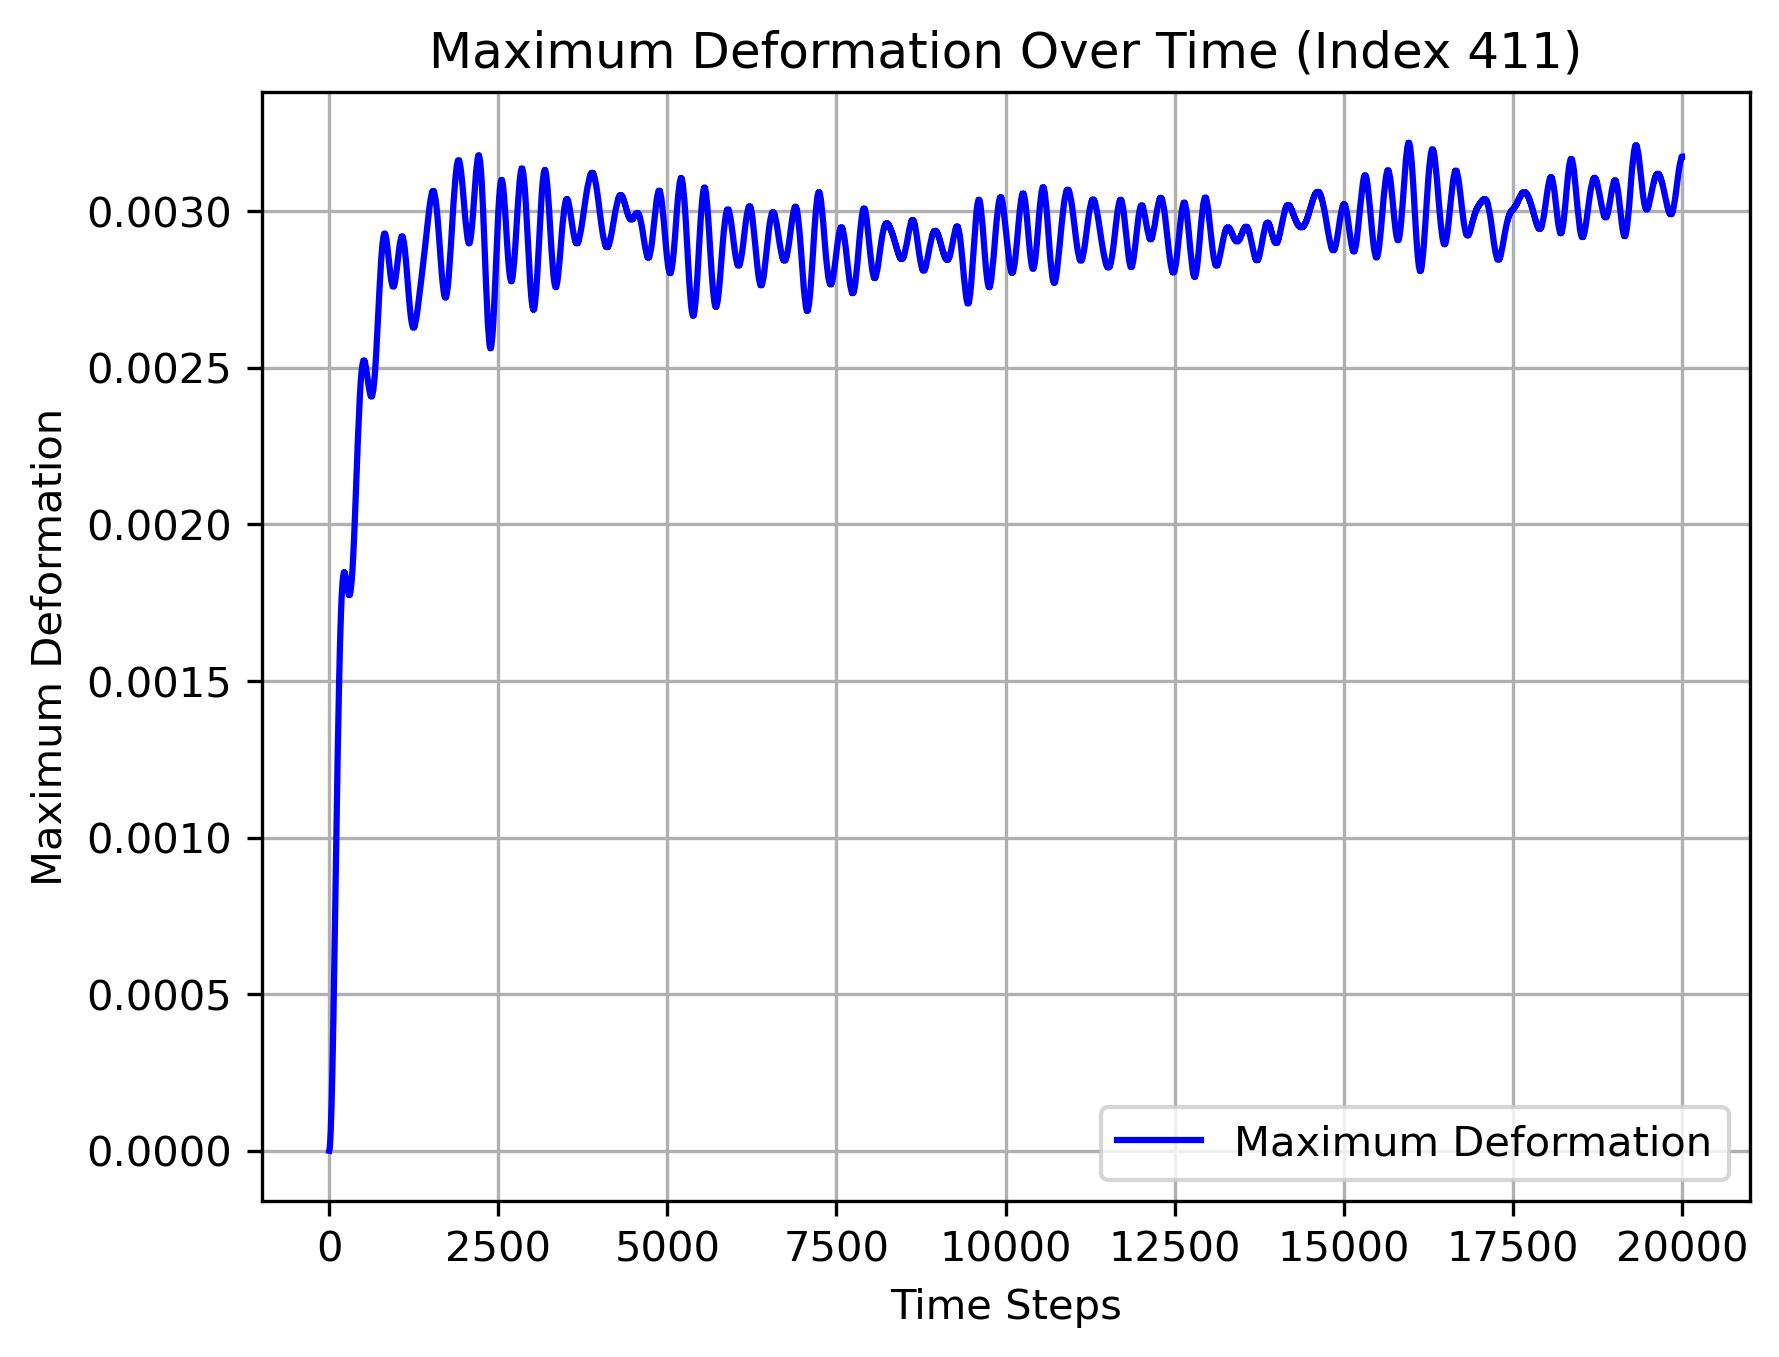 Maximum Deformation Over Time (Index 411)
Maximum Deformation
0.0030
0.0025
0.0020
0.0015
0.0010
0.0005
0.0000
Maximum Deformation
0 2500 5000 7500 10000 12500 15000 17500 20000
Time Steps